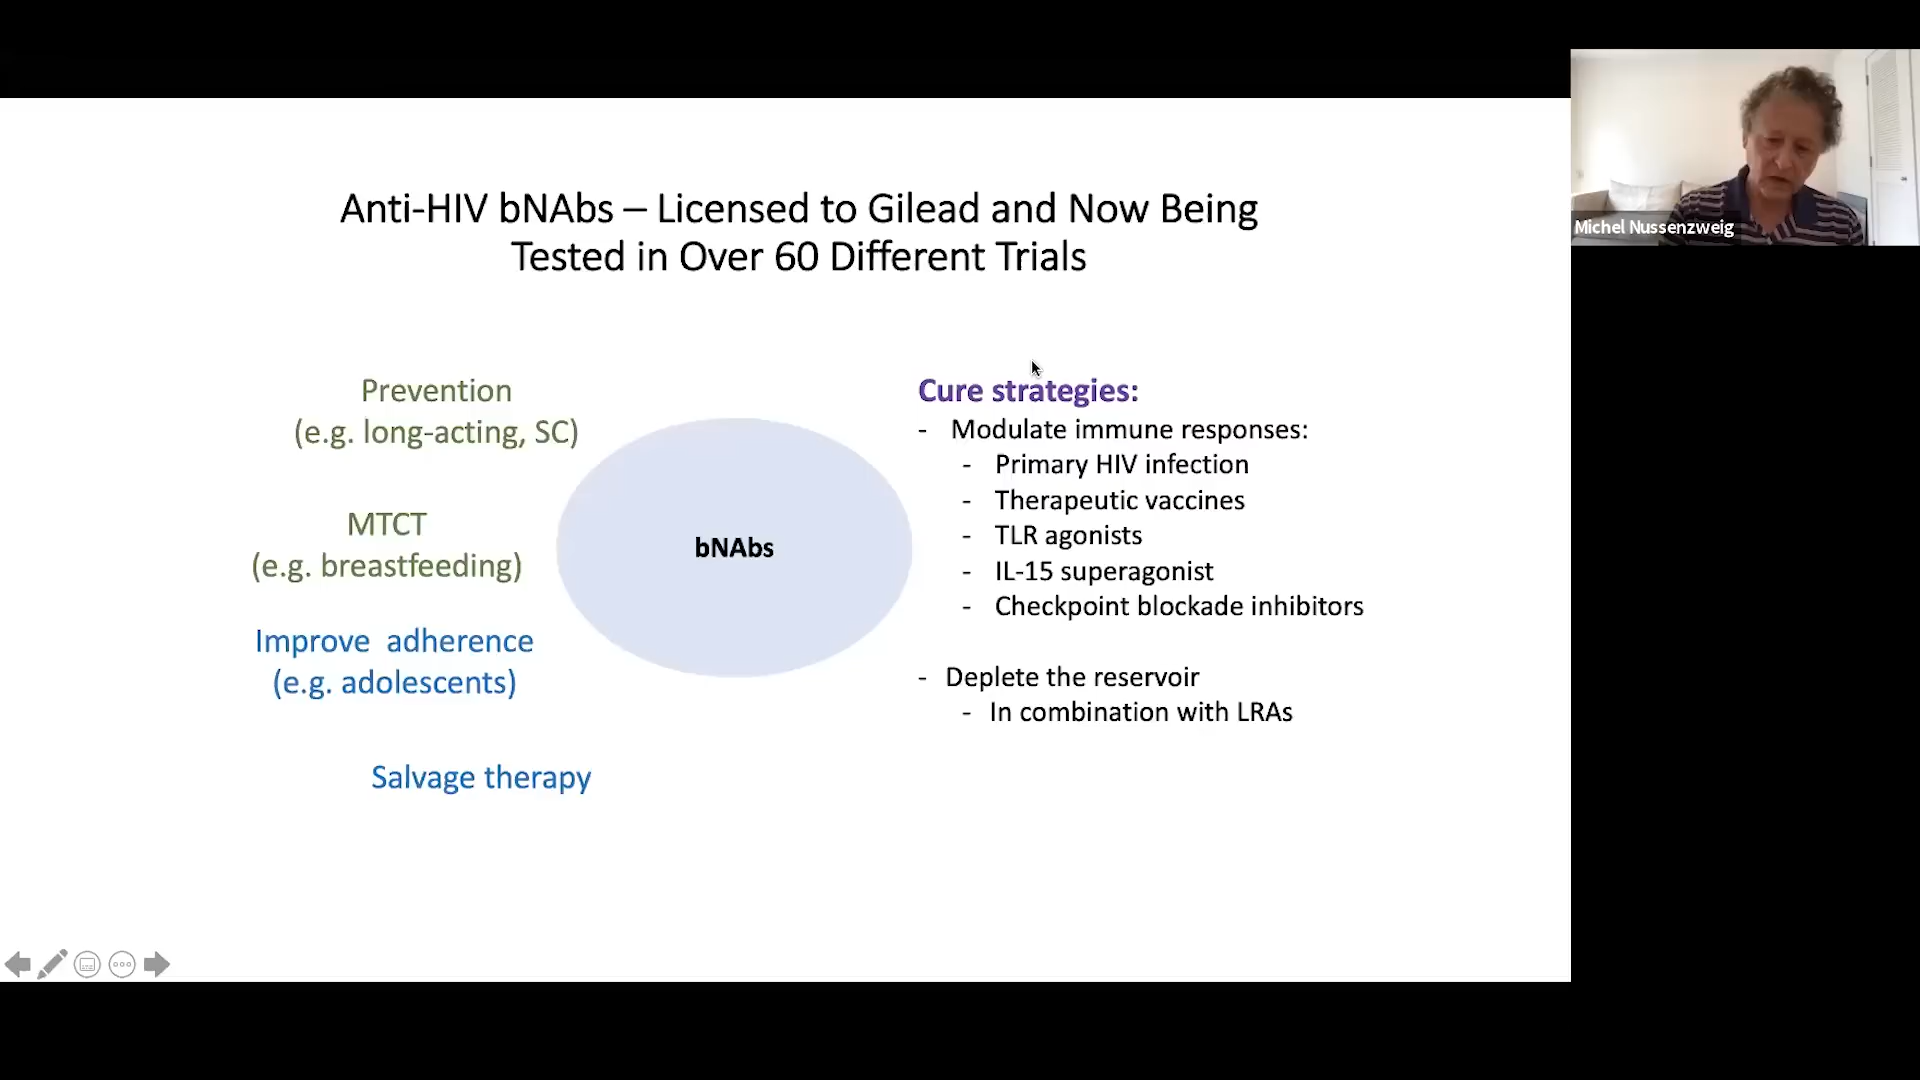 Anti-HIV bNAbs – Licensed to Gilead and Now Being
Tested in Over 60 Different Trials
Michel Nussenzweig
Prevention
(e.g. long-acting, SC)
MTCT
(e.g. breastfeeding)
Improve  adherence
(e.g. adolescents)
Salvage therapy
bNAbs
Cure strategies:
- Modulate immune responses:
- Primary HIV infection
- Therapeutic vaccines
- TLR agonists
- IL-15 superagonist
- Checkpoint blockade inhibitors
- Deplete the reservoir
- In combination with LRAs